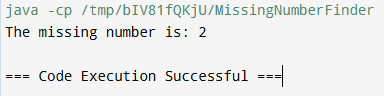 java -cp /tmp/bIV81fQKjU/MissingNumberFinder
The missing number is: 2
=== Code Execution Successful ===